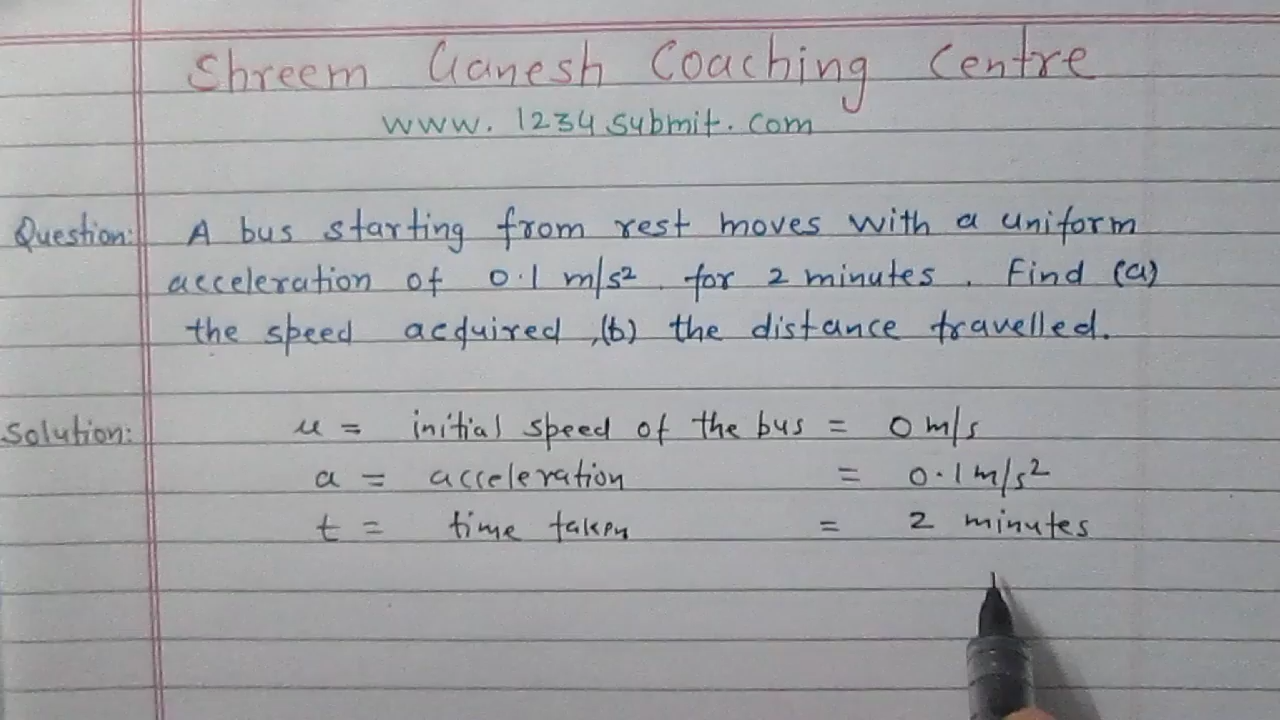 Shreem Ganesh Coaching Centre
www.1234submit.com
Question: A bus starting from rest moves with a uniform
acceleration of 0.1 m/s² for 2 minutes. Find (a)
the speed acquired, (b) the distance travelled.
Solution: u = initial speed of the bus = 0 m/s
a = acceleration = 0.1 m/s²
t = time taken = 2 minutes